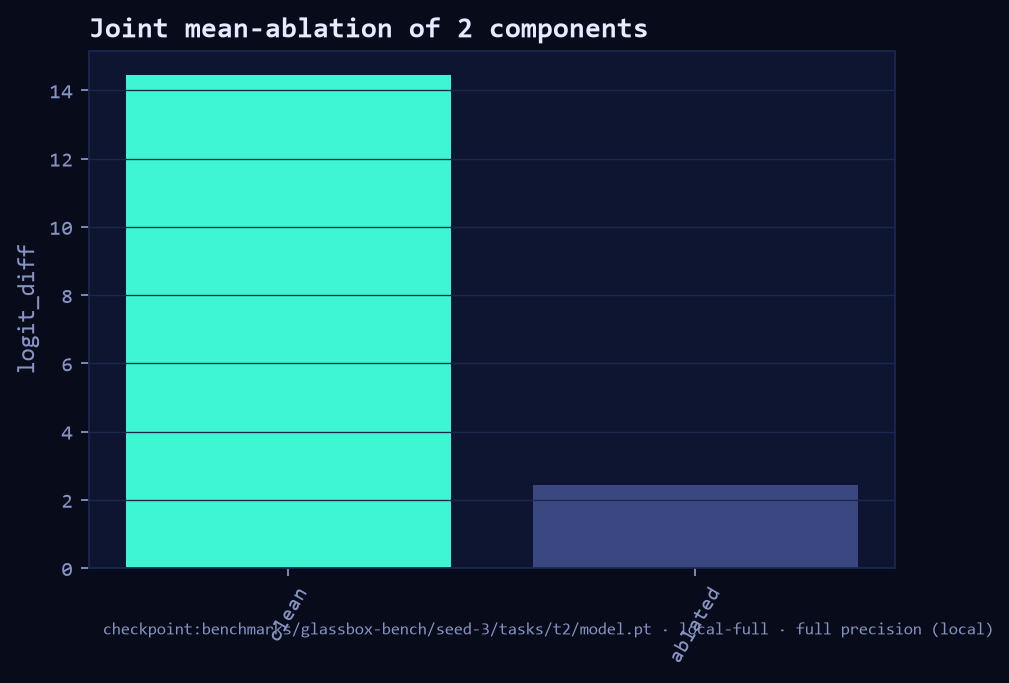 Joint mean-ablation of 2 components
14
12
10
8
6
4
2
0
logit_diff
clean
ablated
checkpoint:benchmarks/glassbox-bench/seed-3/tasks/t2/model.pt · local-full · full precision (local)